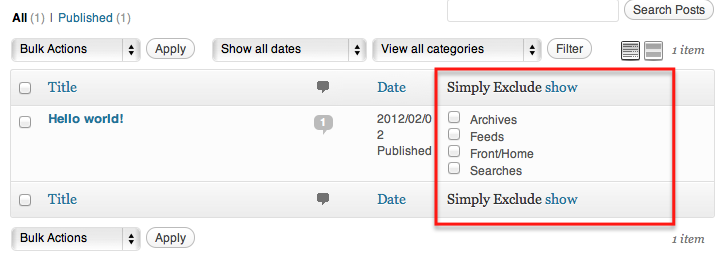 All (1) | Published (1)
Search Posts
Bulk Actions Apply Show all dates View all categories Filter 1 item
Title Date Simply Exclude show
Hello world! 1 2012/02/0 Archives
2 Feeds
Published Front/Home
Searches
Title Date Simply Exclude show
Bulk Actions Apply 1 item